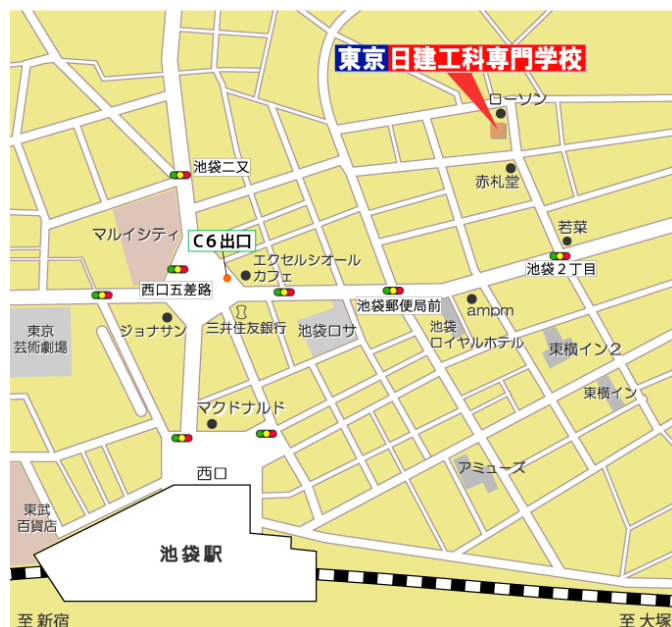 東京日建工科専門学校
ローソン
池袋二又
赤札堂
マルイシティ
C6出口
若菜
エクセルシオール
カフェ
池袋2丁目
西口五差路
池袋郵便局前
ampm
東京
芸術劇場
ジョナサン
三井住友銀行
池袋ロサ
池袋
ロイヤルホテル
東横イン2
東横イン
マクドナルド
西口
アミューズ
東武
百貨店
池袋駅
至 新宿
至 大塚